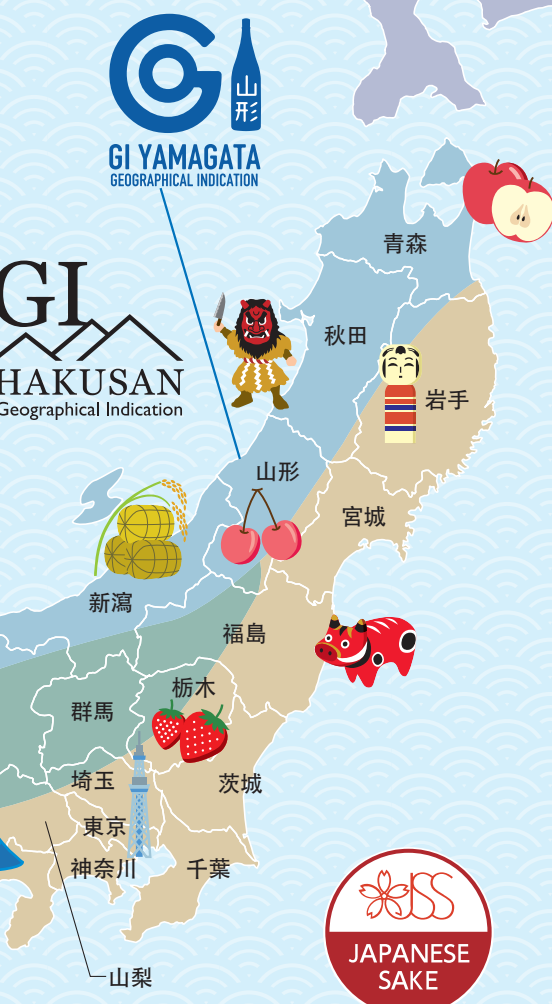 山形
GI YAMAGATA
GEOGRAPHICAL INDICATION
青森
GI
HAKUSAN
Geographical Indication
秋田
岩手
山形
宮城
新潟
福島
栃木
群馬
埼玉
茨城
東京
神奈川
千葉
山梨
JSS
JAPANESE
SAKE